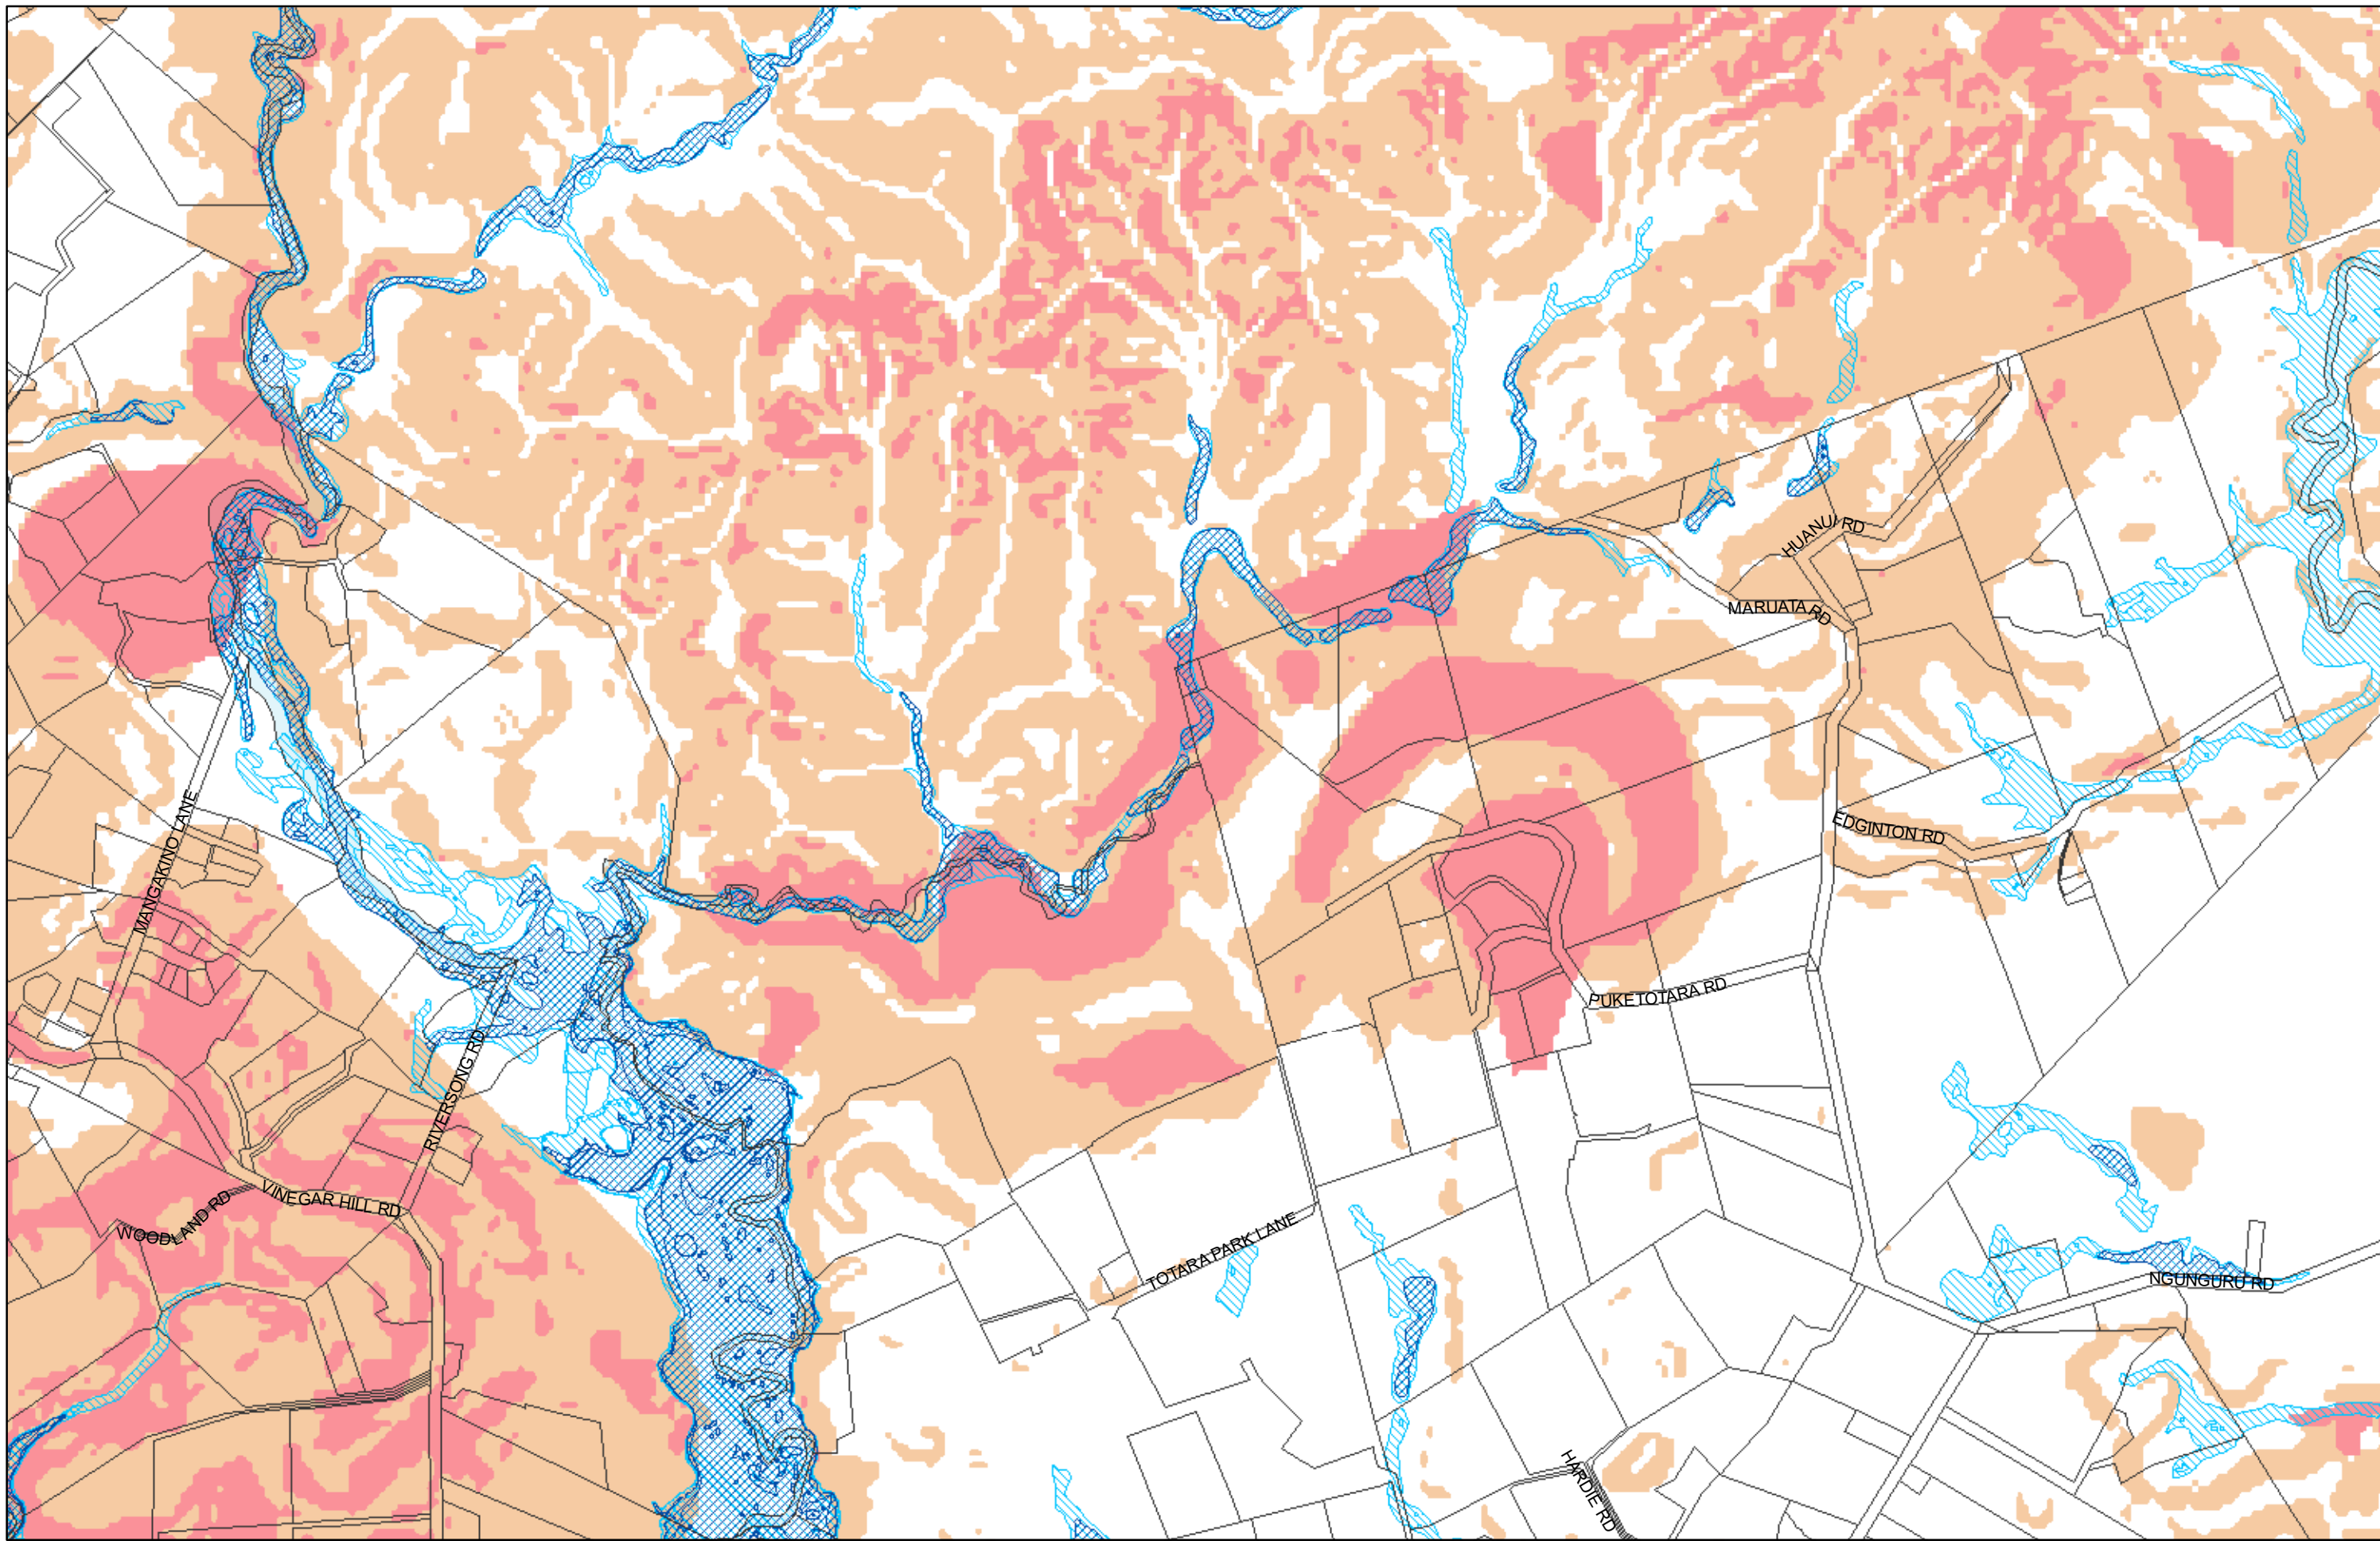 HUANUI RD
MARUATA RD
MANGAKINO LANE
EDGINTON RD
PUKETOTARA RD
RIVERSONG RD
VINEGAR HILL RD
WOODLAND RD
TOTARA PARK LANE
NGUNGURU RD
HARDIE RD